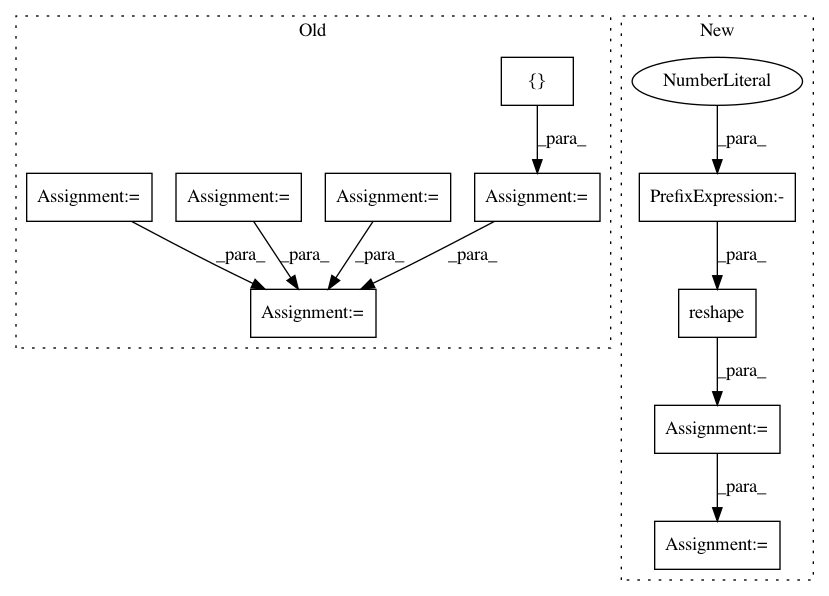 Old
New
{}
NumberLiteral
_para_
_para_
Assignment:=
Assignment:=
Assignment:=
Assignment:=
PrefixExpression:-
_para_
_para_
_para_
_para_
_para_
Assignment:=
reshape
_para_
Assignment:=
_para_
Assignment:=